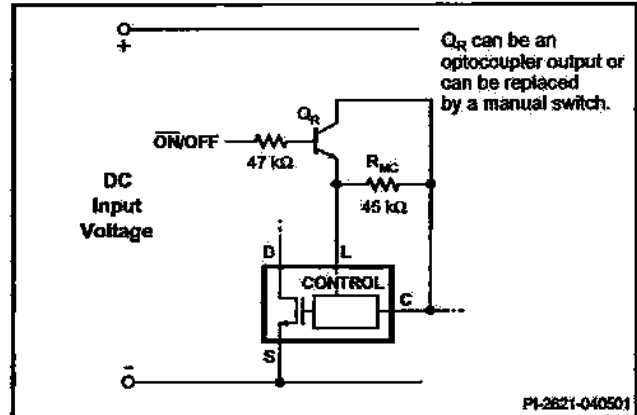 +
Q_R can be an
optocoupler output or
can be replaced
by a manual switch.
Q_R
ON/OFF
47 kΩ
R_MC
45 kΩ
DC
Input
Voltage
D
L
CONTROL
C
S
-
PI-2621-040501